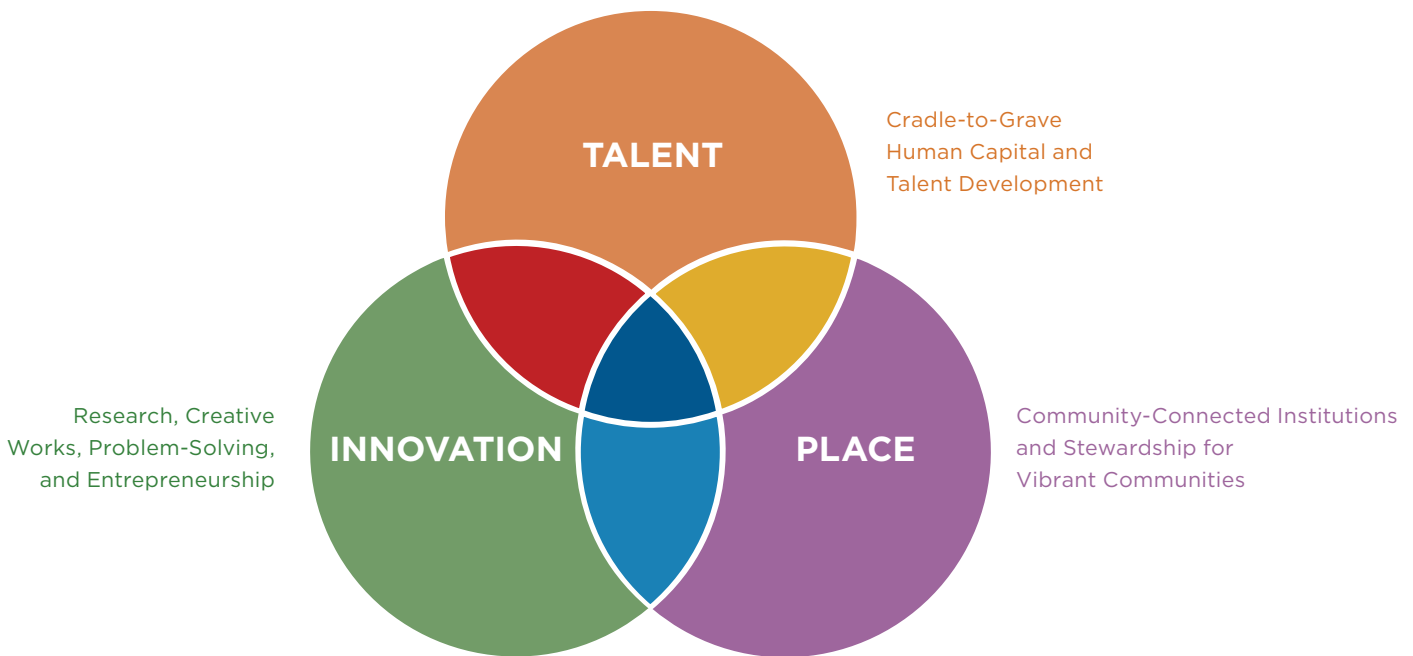 TALENT
Cradle-to-Grave
Human Capital and
Talent Development
Research, Creative
Works, Problem-Solving,
and Entrepreneurship
INNOVATION
PLACE
Community-Connected Institutions
and Stewardship for
Vibrant Communities